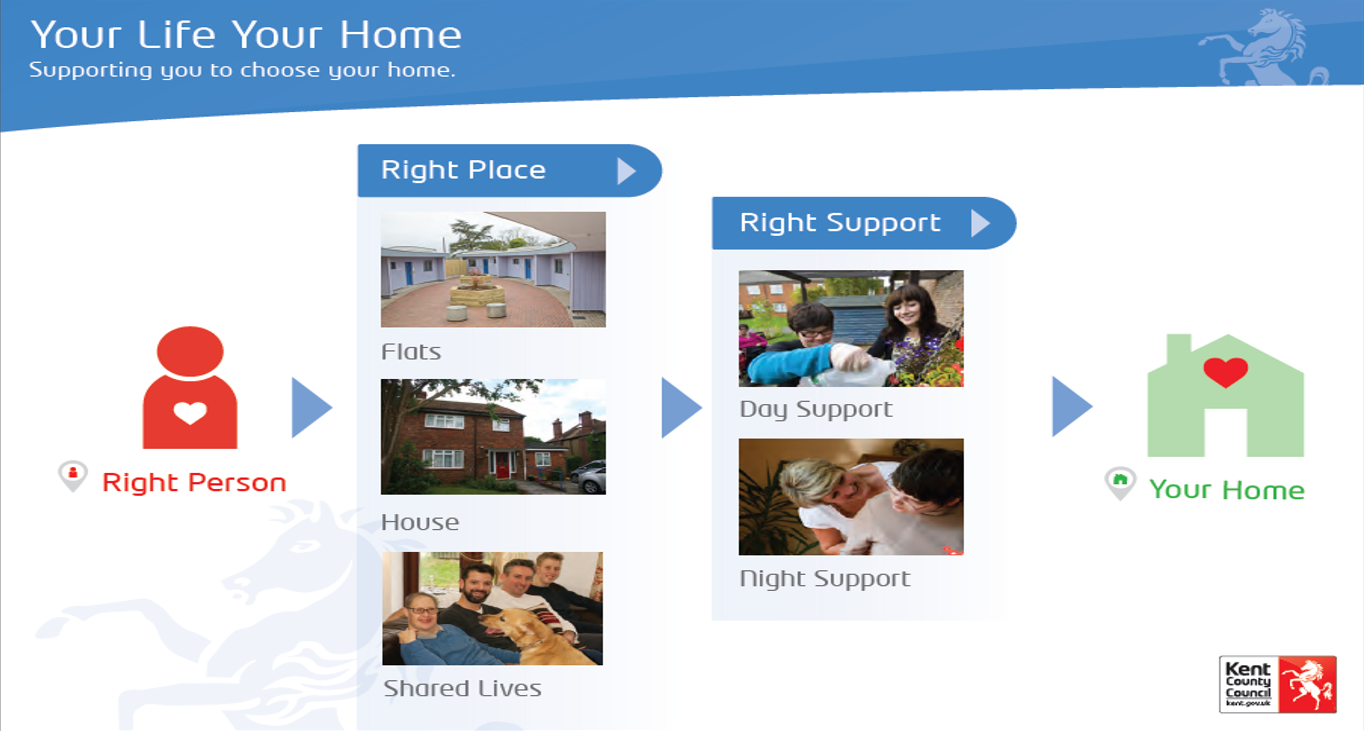 Your Life Your Home
Supporting you to choose your home.
Right Person
Right Place
Flats
House
Shared Lives
Right Support
Day Support
Night Support
Your Home
Kent
County
Council
kent.gov.uk